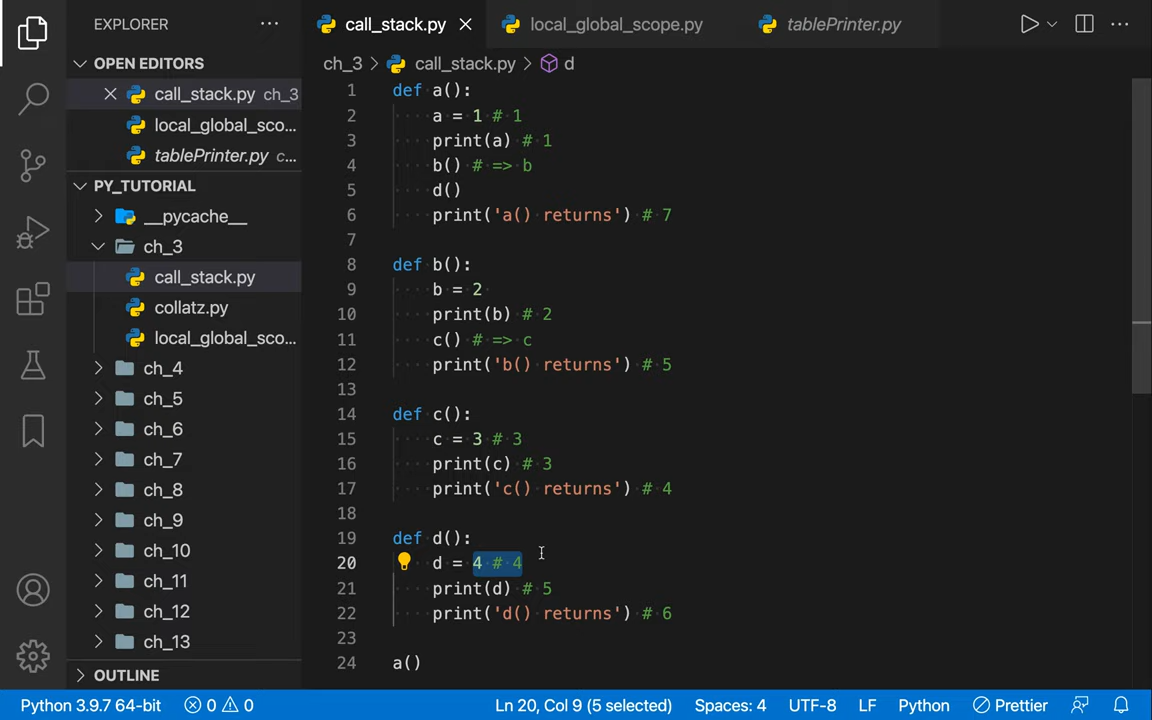 EXPLORER
call_stack.py
local_global_scope.py
tablePrinter.py
OPEN EDITORS
ch_3 > call_stack.py > d
call_stack.py ch_3
local_global_sco...
tablePrinter.py c...
PY_TUTORIAL
__pycache__
ch_3
call_stack.py
collatz.py
local_global_sco...
ch_4
ch_5
ch_6
ch_7
ch_8
ch_9
ch_10
ch_11
ch_12
ch_13
OUTLINE
1 def a():
2 a = 1 # 1
3 print(a) # 1
4 b() # => b
5 d()
6 print('a() returns') # 7
7
8 def b():
9 b = 2
10 print(b) # 2
11 c() # => c
12 print('b() returns') # 5
13
14 def c():
15 c = 3 # 3
16 print(c) # 3
17 print('c() returns') # 4
18
19 def d():
20 d = 4 # 4
21 print(d) # 5
22 print('d() returns') # 6
23
24 a()
Python 3.9.7 64-bit 0 0 Ln 20, Col 9 (5 selected) Spaces: 4 UTF-8 LF Python Prettier